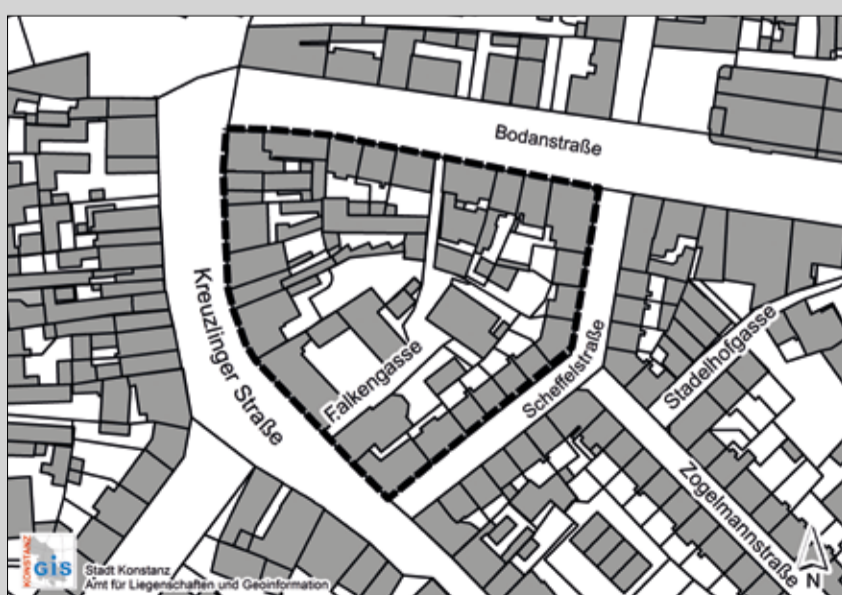 Bodanstraße
Kreuzlinger Straße
Falkengasse
Scheffelstraße
Stadelhofgasse
Zogelmannstraße
KONSTANZ
GIS
Stadt Konstanz
Amt für Liegenschaften und Geoinformation
N